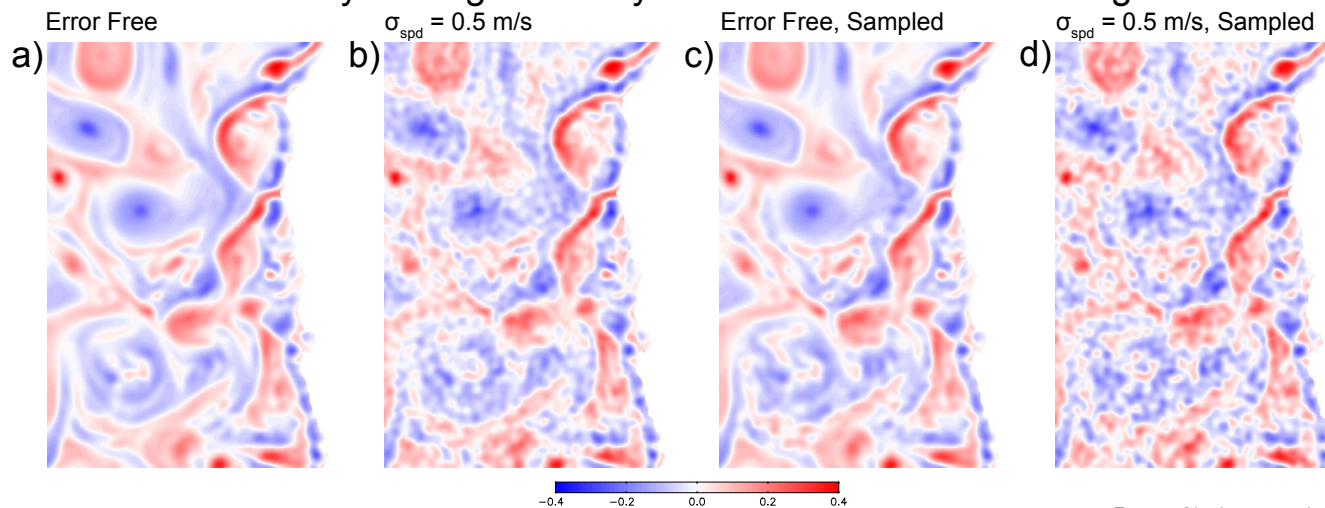 Error Free
σspd = 0.5 m/s
Error Free, Sampled
σspd = 0.5 m/s, Sampled
a)
b)
c)
d)
−0.4 −0.2 0.0 0.2 0.4